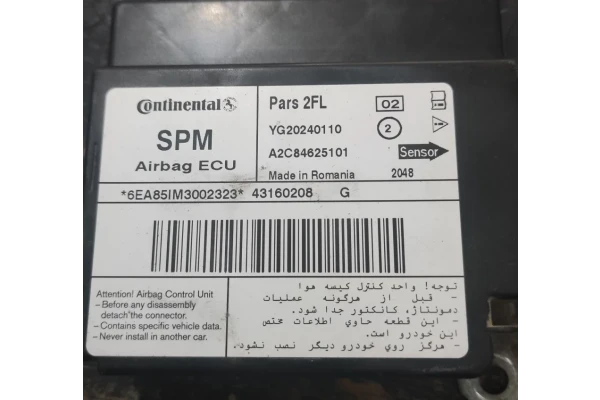 Continental
Pars 2FL
02
SPM
YG20240110
2
Airbag ECU
A2C84625101
Sensor
Made in Romania
2048
*6EA85IM3002323* 43160208 G
Attention! Airbag Control Unit
– Before any disassembly
detach the connector.
– Contains specific vehicle data.
– Never install in another car.
توجه! واحد کنترل کیسه هوا
- قبل از هرگونه عملیات
دمونتاژ، کانکتور جدا شود.
- این قطعه حاوي اطلاعات مختص
این خودرو است.
- هرگز روي خودرو دیگر نصب نشود.